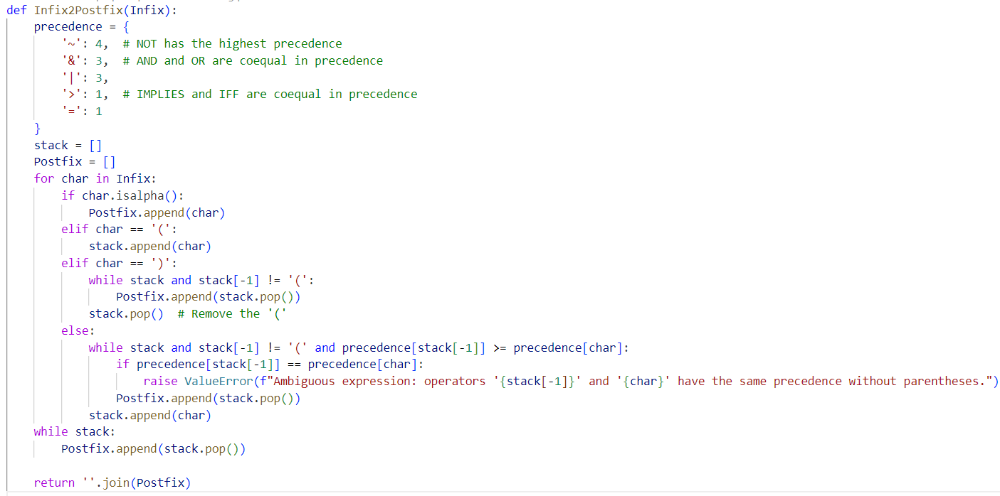 def Infix2Postfix(Infix):
    precedence = {
        '~': 4,  # NOT has the highest precedence
        '&': 3,  # AND and OR are coequal in precedence
        '|': 3,
        '>': 1,  # IMPLIES and IFF are coequal in precedence
        '=': 1
    }
    stack = []
    Postfix = []
    for char in Infix:
        if char.isalpha():
            Postfix.append(char)
        elif char == '(':
            stack.append(char)
        elif char == ')':
            while stack and stack[-1] != '(':
                Postfix.append(stack.pop())
            stack.pop()  # Remove the '('
        else:
            while stack and stack[-1] != '(' and precedence[stack[-1]] >= precedence[char]:
                if precedence[stack[-1]] == precedence[char]:
                    raise ValueError(f"Ambiguous expression: operators '{stack[-1]}' and '{char}' have the same precedence without parentheses.")
                Postfix.append(stack.pop())
            stack.append(char)
    while stack:
        Postfix.append(stack.pop())

    return ''.join(Postfix)